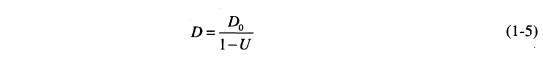 D = D₀ / (1−U) (1-5)